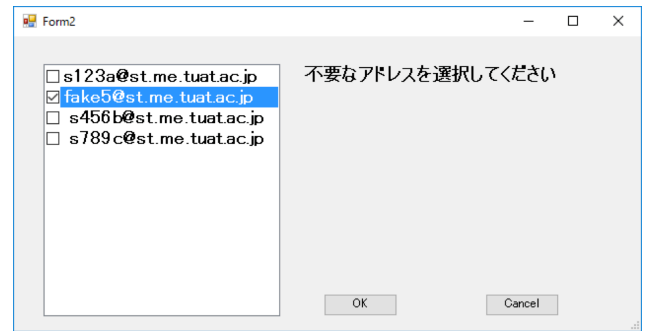 Form2
s123a@st.me.tuat.ac.jp
fake5@st.me.tuat.ac.jp
s456b@st.me.tuat.ac.jp
s789c@st.me.tuat.ac.jp
不要なアドレスを選択してください
OK
Cancel